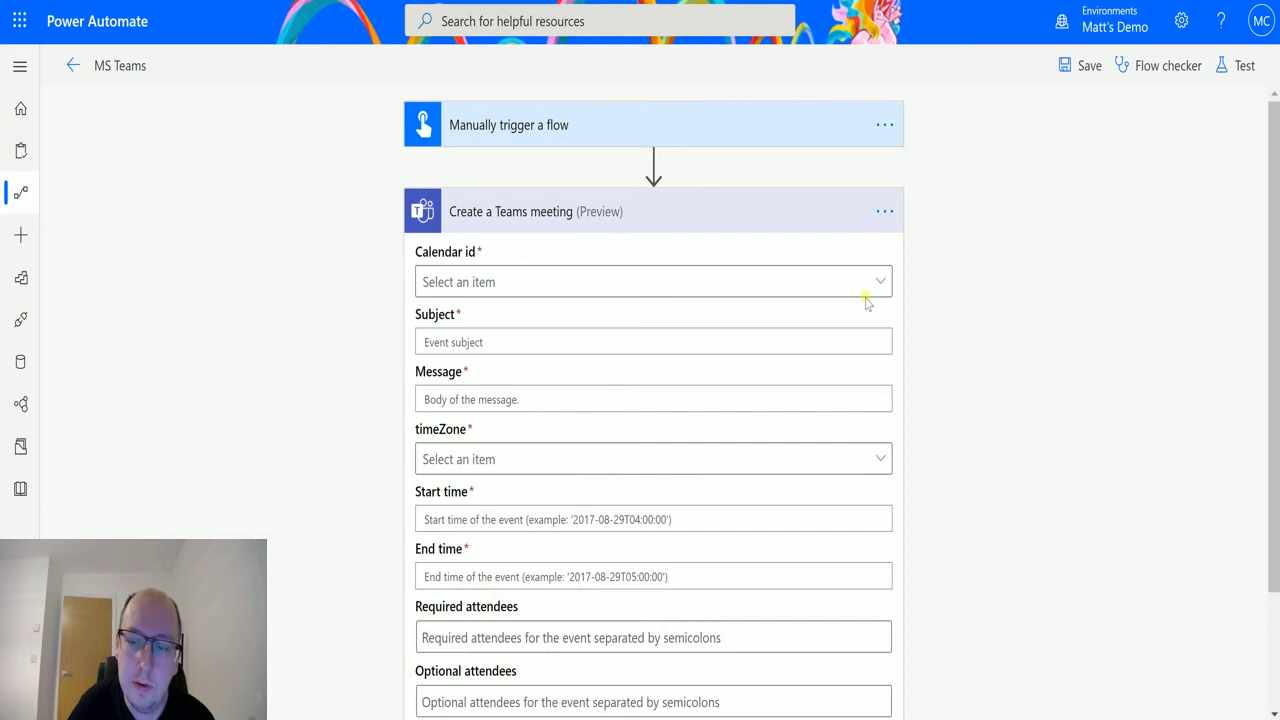 Power Automate
Search for helpful resources
Environments
Matt's Demo
?
MC
MS Teams
Save
Flow checker
Test
Manually trigger a flow
Create a Teams meeting (Preview)
Calendar id*
Select an item
Subject*
Event subject
Message*
Body of the message.
timeZone*
Select an item
Start time*
Start time of the event (example: '2017-08-29T04:00:00')
End time*
End time of the event (example: '2017-08-29T05:00:00')
Required attendees
Required attendees for the event separated by semicolons
Optional attendees
Optional attendees for the event separated by semicolons